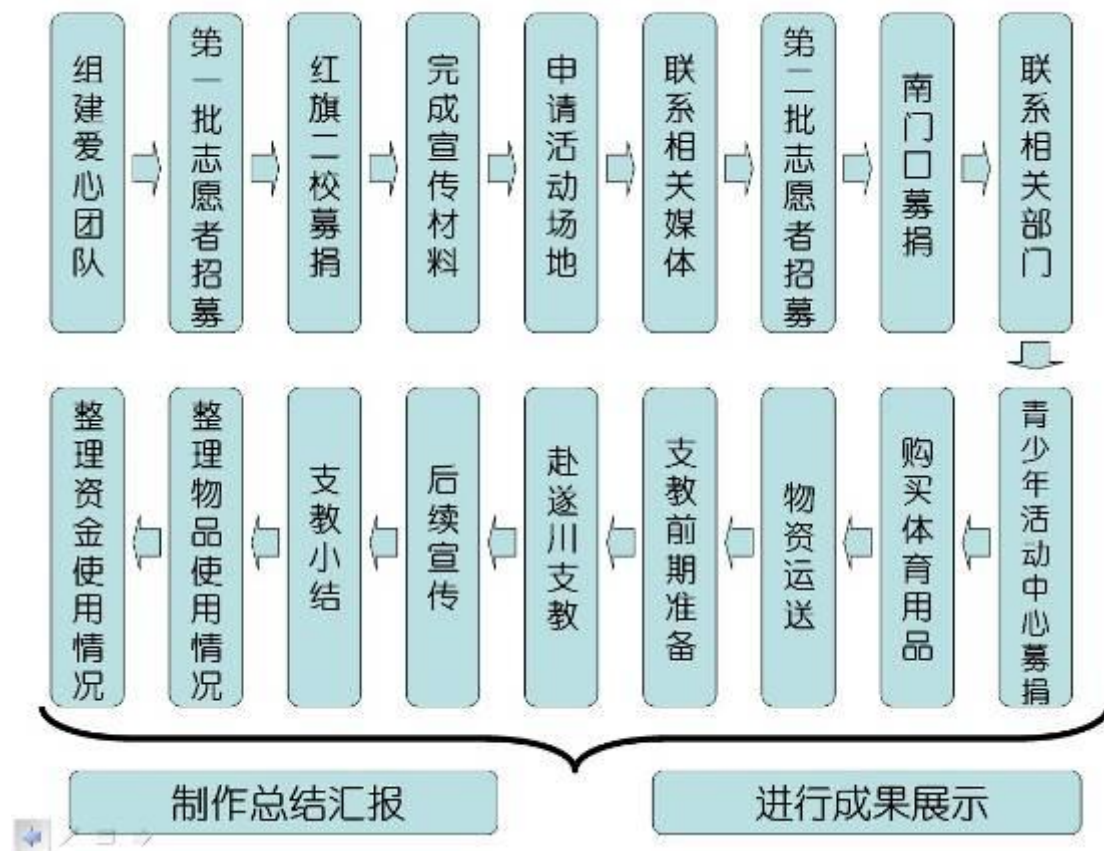 组建爱心团队
第一批志愿者招募
红旗二校募捐
完成宣传材料
申请活动场地
联系相关媒体
第二批志愿者招募
南门口募捐
联系相关部门
青少年活动中心募捐
购买体育用品
物资运送
支教前期准备
赴遂川支教
后续宣传
支教小结
整理物品使用情况
整理资金使用情况
制作总结汇报
进行成果展示